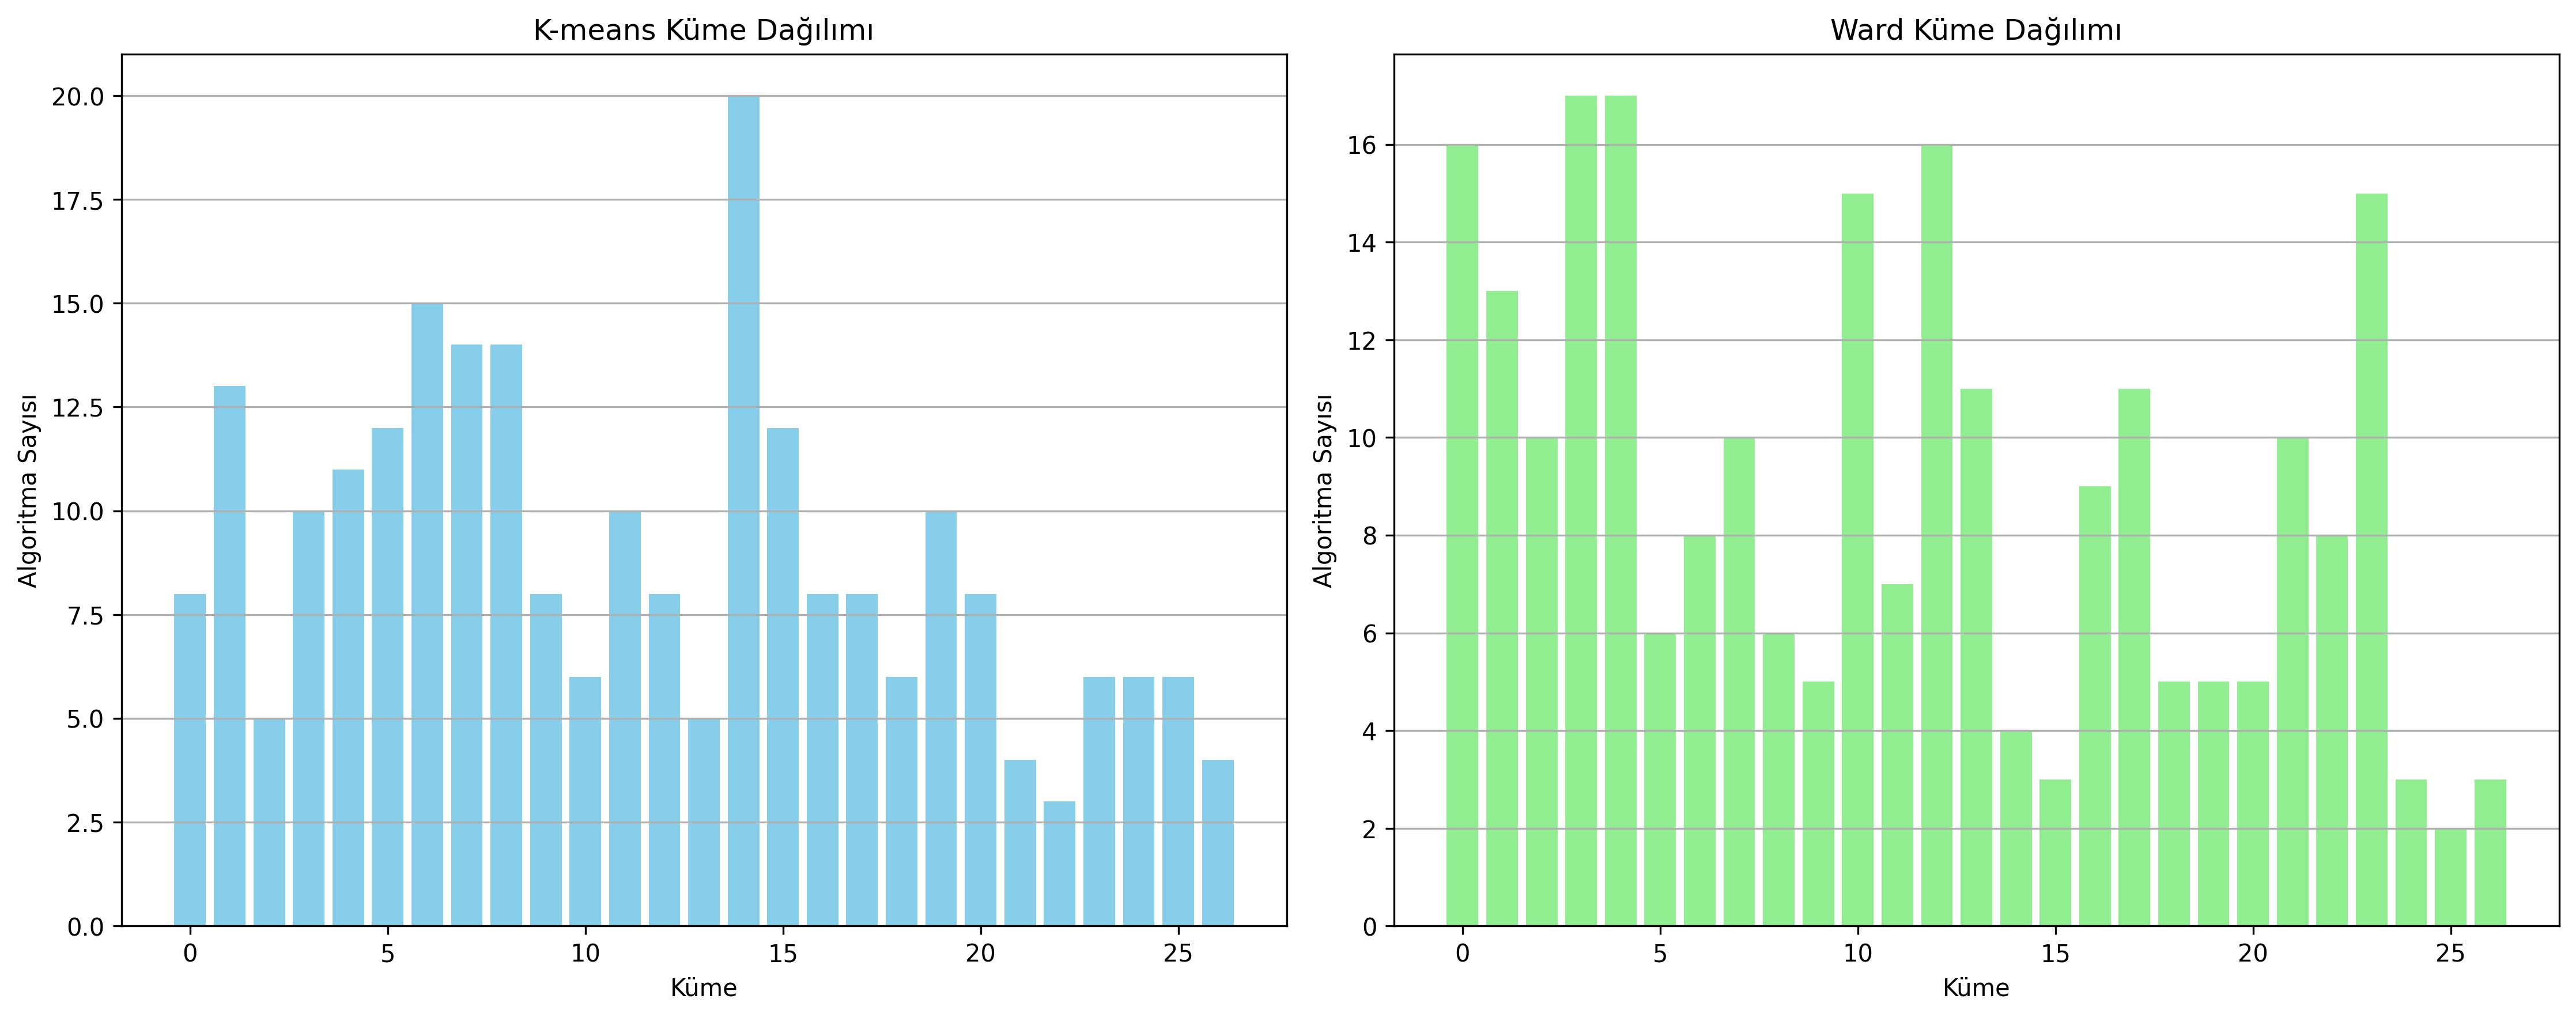 K-means Küme Dağılımı
20.0
17.5
15.0
12.5
10.0
7.5
5.0
2.5
0.0
Algoritma Sayısı
0 5 10 15 20 25
Küme
Ward Küme Dağılımı
16
14
12
10
8
6
4
2
0
Algoritma Sayısı
0 5 10 15 20 25
Küme